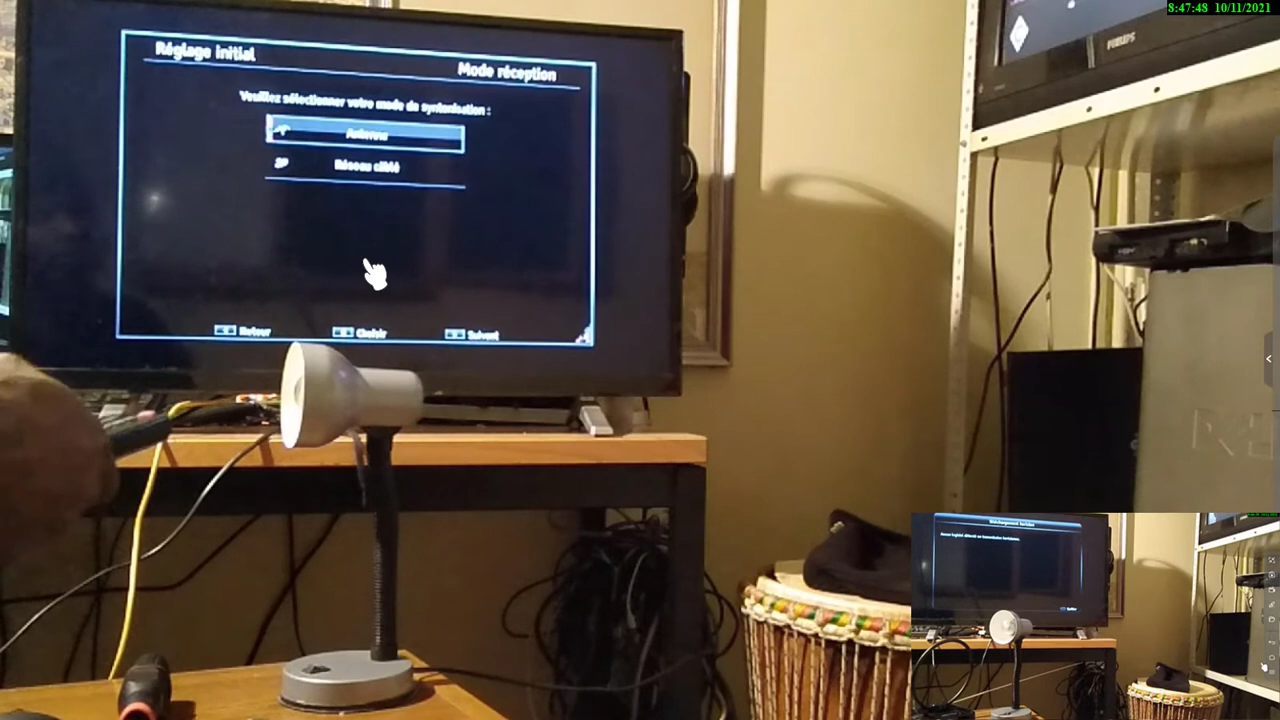 8:47:48 10/11/2021
PHILIPS
Réglage initial
Mode réception
Veuillez sélectionner votre mode de syntonisation :
Antenne
Réseau câblé
Retour
Choisir
Suivant